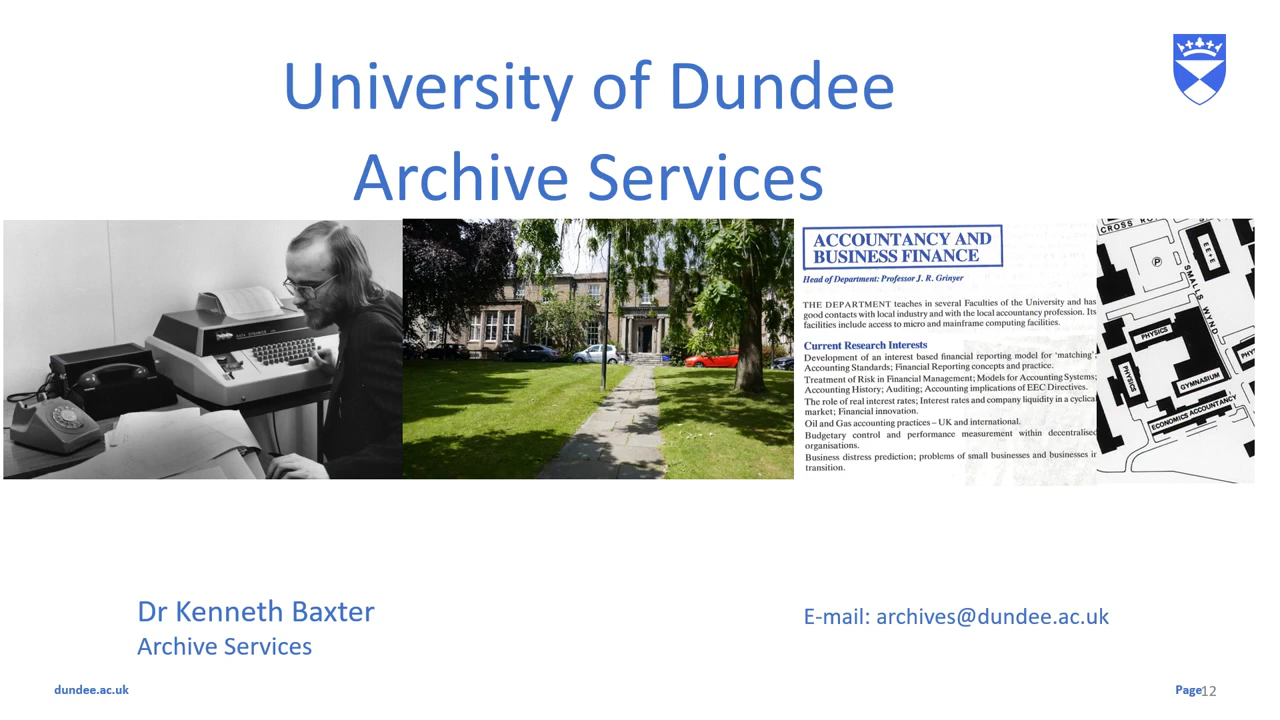 University of Dundee
Archive Services
ACCOUNTANCY AND
BUSINESS FINANCE
Head of Department: Professor J. R. Grinyer
THE DEPARTMENT teaches in several Faculties of the University and has
good contacts with local industry and with the local accountancy profession. Its
facilities include access to micro and mainframe computing facilities.
Current Research Interests
Development of an interest based financial reporting model for 'matching';
Accounting Standards; Financial Reporting concepts and practice.
Treatment of Risk in Financial Management; Models for Accounting Systems;
Accounting History; Auditing; Accounting implications of EEC Directives.
The role of real interest rates; Interest rates and company liquidity in a cyclical
market; Financial innovation.
Oil and Gas accounting practices – UK and international.
Budgetary control and performance measurement within decentralised
organisations.
Business distress prediction; problems of small businesses and businesses in
transition.
CROSS RO
EE+E
P
SMALLS WYND
PHYSICS
PHYSICS
PHY
GYMNASIUM
ECONOMICS ACCOUNTANCY
Dr Kenneth Baxter
Archive Services
E-mail: archives@dundee.ac.uk
dundee.ac.uk
Page12